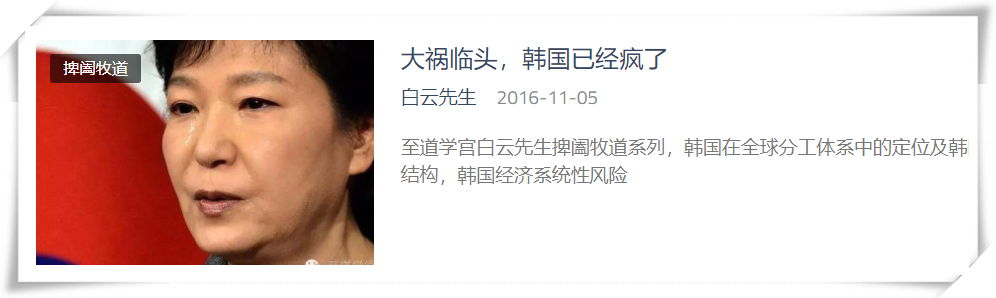 捭阖牧道
大祸临头，韩国已经疯了
白云先生 2016-11-05
至道学宫白云先生捭阖牧道系列，韩国在全球分工体系中的定位及韩
结构，韩国经济系统性风险